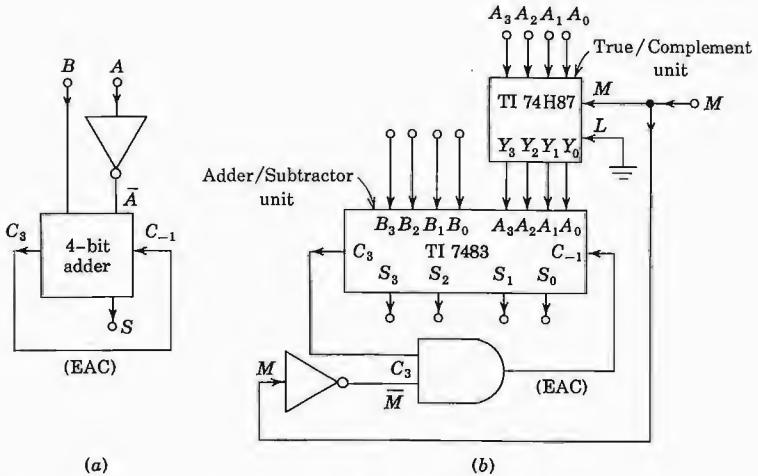 B
A
A̅
C₃
C₋₁
4-bit
adder
S
(EAC)
(a)
A₃ A₂ A₁ A₀
True/Complement
unit
TI 74H87
M
M
L
Y₃ Y₂ Y₁ Y₀
Adder/Subtractor
unit
B₃ B₂ B₁ B₀
A₃ A₂ A₁ A₀
C₃
TI 7483
C₋₁
S₃
S₂
S₁
S₀
M
M̅
C₃
(EAC)
(b)